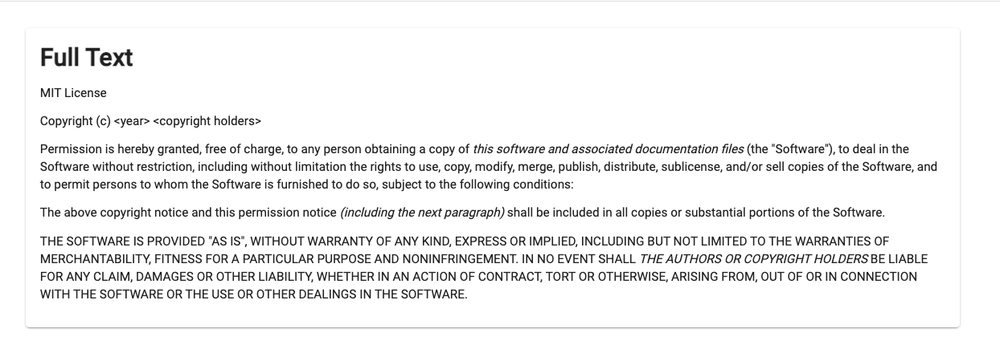 Full Text
MIT License
Copyright (c) <year> <copyright holders>
Permission is hereby granted, free of charge, to any person obtaining a copy of this software and associated documentation files (the "Software"), to deal in the
Software without restriction, including without limitation the rights to use, copy, modify, merge, publish, distribute, sublicense, and/or sell copies of the Software, and
to permit persons to whom the Software is furnished to do so, subject to the following conditions:
The above copyright notice and this permission notice (including the next paragraph) shall be included in all copies or substantial portions of the Software.
THE SOFTWARE IS PROVIDED "AS IS", WITHOUT WARRANTY OF ANY KIND, EXPRESS OR IMPLIED, INCLUDING BUT NOT LIMITED TO THE WARRANTIES OF
MERCHANTABILITY, FITNESS FOR A PARTICULAR PURPOSE AND NONINFRINGEMENT. IN NO EVENT SHALL THE AUTHORS OR COPYRIGHT HOLDERS BE LIABLE
FOR ANY CLAIM, DAMAGES OR OTHER LIABILITY, WHETHER IN AN ACTION OF CONTRACT, TORT OR OTHERWISE, ARISING FROM, OUT OF OR IN CONNECTION
WITH THE SOFTWARE OR THE USE OR OTHER DEALINGS IN THE SOFTWARE.